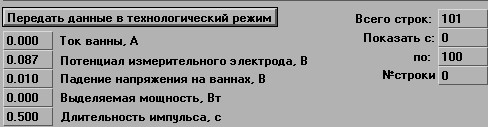 Передать данные в технологический режим
0.000 Ток ванны, А
0.087 Потенциал измерительного электрода, В
0.010 Падение напряжения на ваннах, В
0.000 Выделяемая мощность, Вт
0.500 Длительность импульса, с
Всего строк: 101
Показать с: 0
по: 100
№строки 0